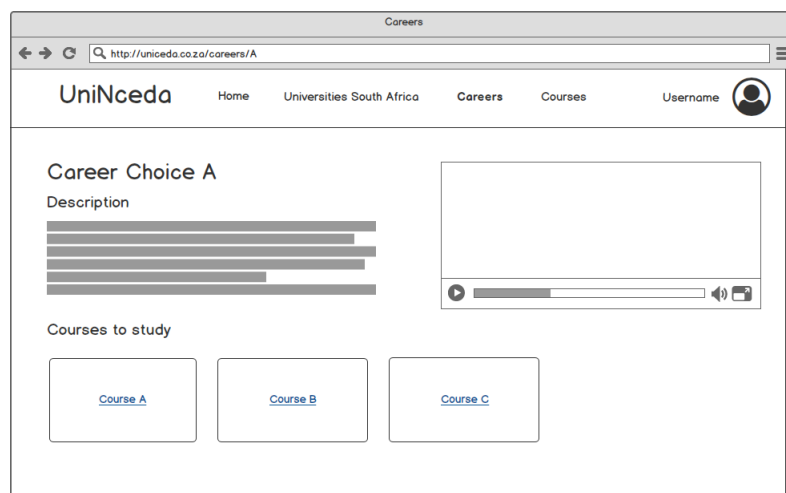 Careers
http://uniceda.co.za/careers/A
UniNceda Home Universities South Africa Careers Courses Username
Career Choice A
Description
Courses to study
Course A Course B Course C